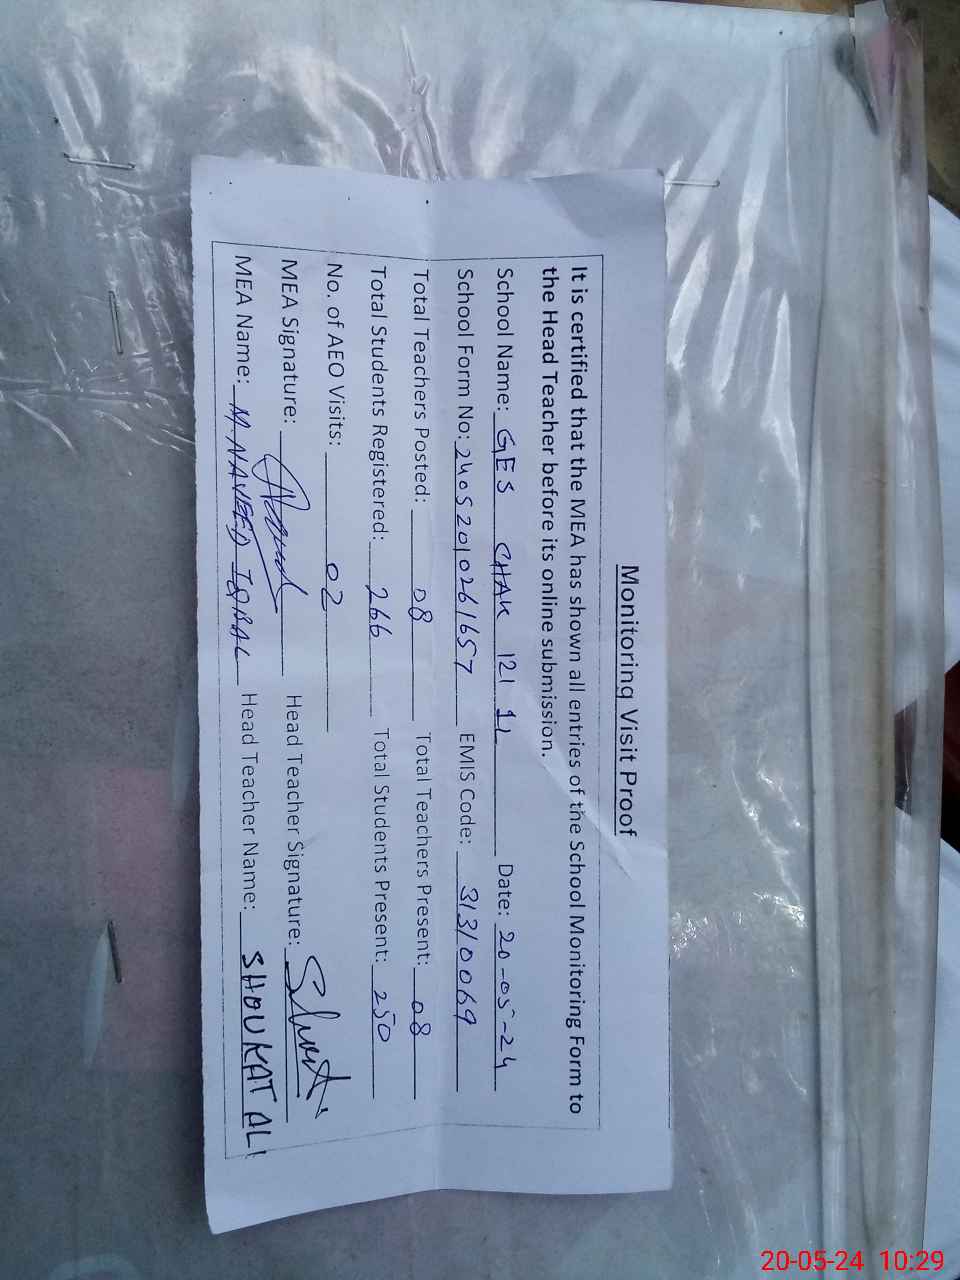 Monitoring Visit Proof
It is certified that the MEA has shown all entries of the School Monitoring Form to
the Head Teacher before its online submission.
School Name: GES CHAK 121 1L Date: 20-05-24
School Form No: 24052010261657 EMIS Code: 31310069
Total Teachers Posted: 08 Total Teachers Present: 08
Total Students Registered: 266 Total Students Present: 250
No. of AEO Visits: 02
MEA Signature: Head Teacher Signature:
MEA Name: M NAVEED IQBAL Head Teacher Name: SHOUKAT ALI
20-05-24 10:29